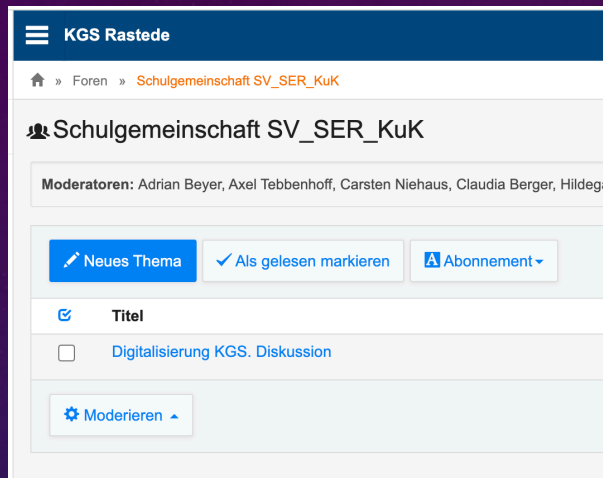 KGS Rastede
» Foren » Schulgemeinschaft SV_SER_KuK
Schulgemeinschaft SV_SER_KuK
Moderatoren: Adrian Beyer, Axel Tebbenhoff, Carsten Niehaus, Claudia Berger,
Neues Thema Als gelesen markieren A Abonnement
Titel
Digitalisierung KGS. Diskussion
Moderieren